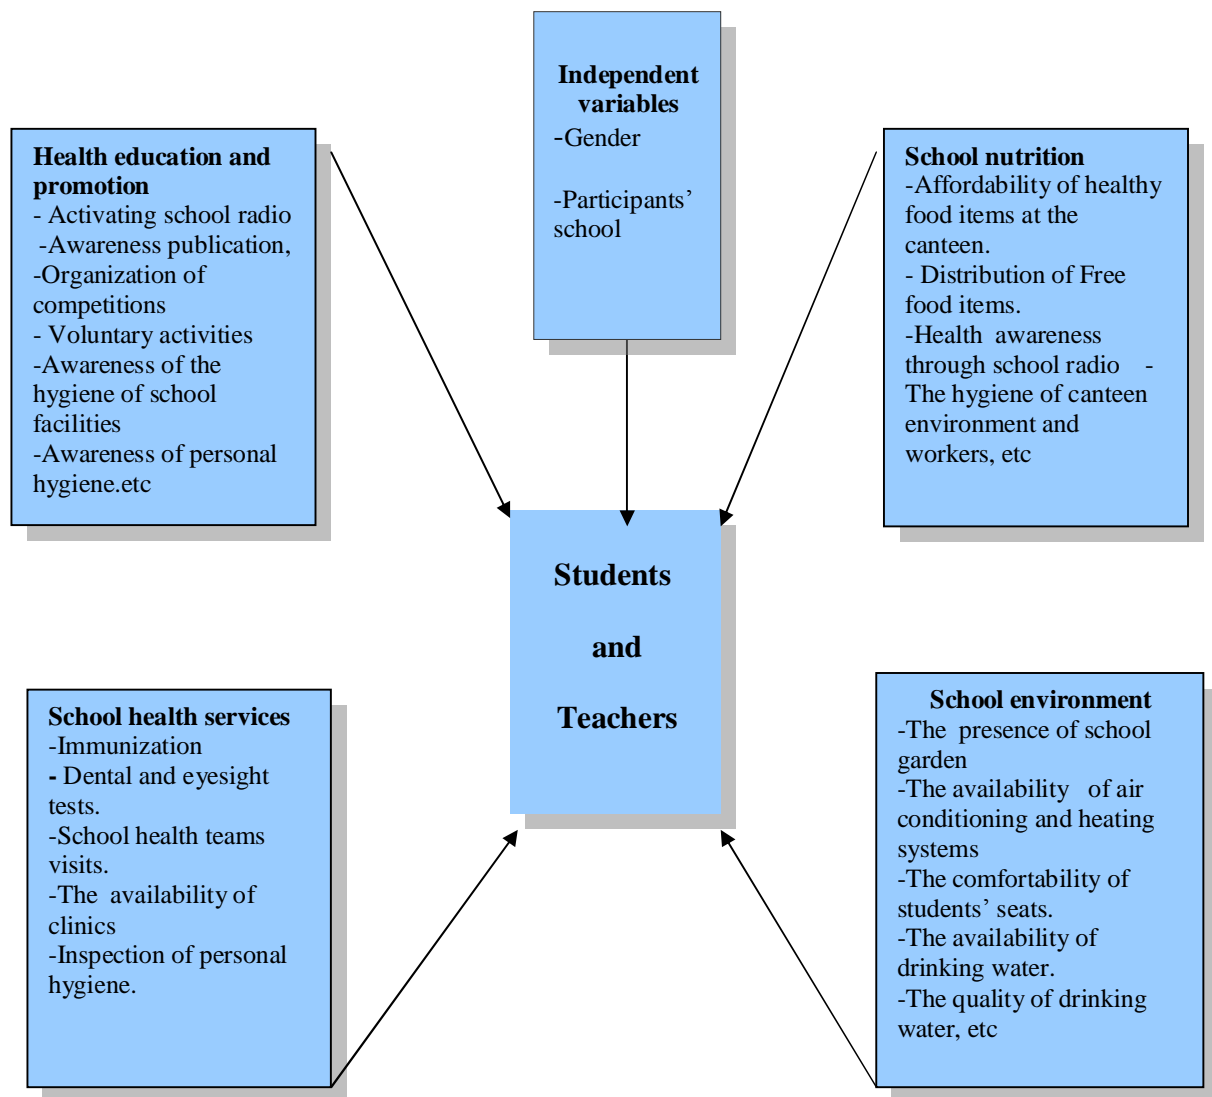 Independent
variables
-Gender
-Participants’
school
Health education and
promotion
- Activating school radio
-Awareness publication,
-Organization of
competitions
- Voluntary activities
-Awareness of the
hygiene of school
facilities
-Awareness of personal
hygiene.etc
School nutrition
-Affordability of healthy
food items at the
canteen.
- Distribution of Free
food items.
-Health awareness
through school radio -
The hygiene of canteen
environment and
workers, etc
Students
and
Teachers
School health services
-Immunization
- Dental and eyesight
tests.
-School health teams
visits.
-The availability of
clinics
-Inspection of personal
hygiene.
School environment
-The presence of school
garden
-The availability of air
conditioning and heating
systems
-The comfortability of
students’ seats.
-The availability of
drinking water.
-The quality of drinking
water, etc